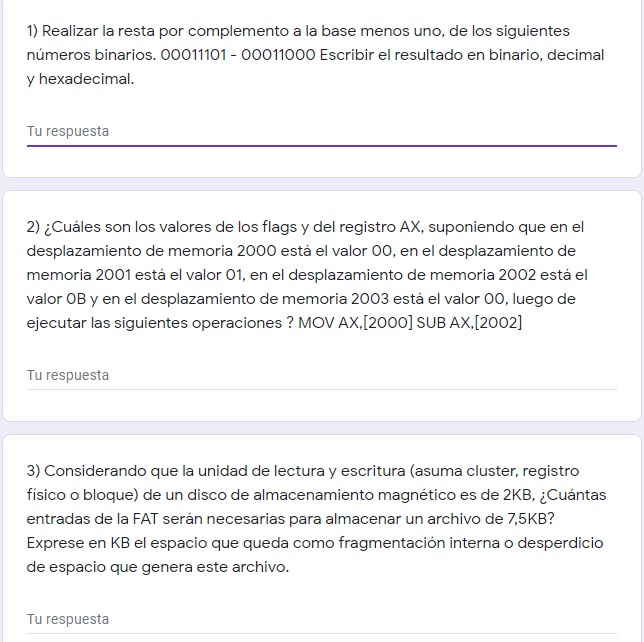 1) Realizar la resta por complemento a la base menos uno, de los siguientes
números binarios. 00011101 - 00011000 Escribir el resultado en binario, decimal
y hexadecimal.
Tu respuesta
2) ¿Cuáles son los valores de los flags y del registro AX, suponiendo que en el
desplazamiento de memoria 2000 está el valor 00, en el desplazamiento de
memoria 2001 está el valor 01, en el desplazamiento de memoria 2002 está el
valor 0B y en el desplazamiento de memoria 2003 está el valor 00, luego de
ejecutar las siguientes operaciones ? MOV AX,[2000] SUB AX,[2002]
Tu respuesta
3) Considerando que la unidad de lectura y escritura (asuma cluster, registro
físico o bloque) de un disco de almacenamiento magnético es de 2KB, ¿Cuántas
entradas de la FAT serán necesarias para almacenar un archivo de 7,5KB?
Exprese en KB el espacio que queda como fragmentación interna o desperdicio
de espacio que genera este archivo.
Tu respuesta